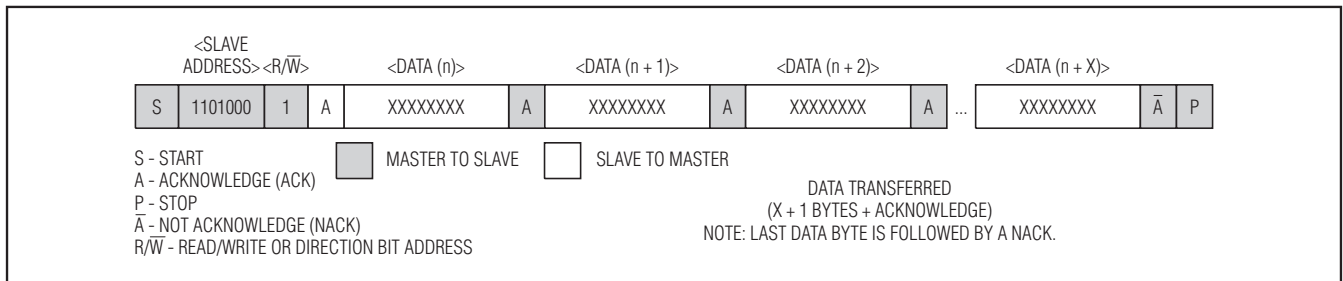 <SLAVE
ADDRESS> <R/W̅> <DATA (n)> <DATA (n + 1)> <DATA (n + 2)> <DATA (n + X)>
S 1101000 1 A XXXXXXXX A XXXXXXXX A XXXXXXXX A ... XXXXXXXX A̅ P
S - START
MASTER TO SLAVE
SLAVE TO MASTER
A - ACKNOWLEDGE (ACK)
P - STOP
A̅ - NOT ACKNOWLEDGE (NACK)
R/W̅ - READ/WRITE OR DIRECTION BIT ADDRESS
DATA TRANSFERRED
(X + 1 BYTES + ACKNOWLEDGE)
NOTE: LAST DATA BYTE IS FOLLOWED BY A NACK.